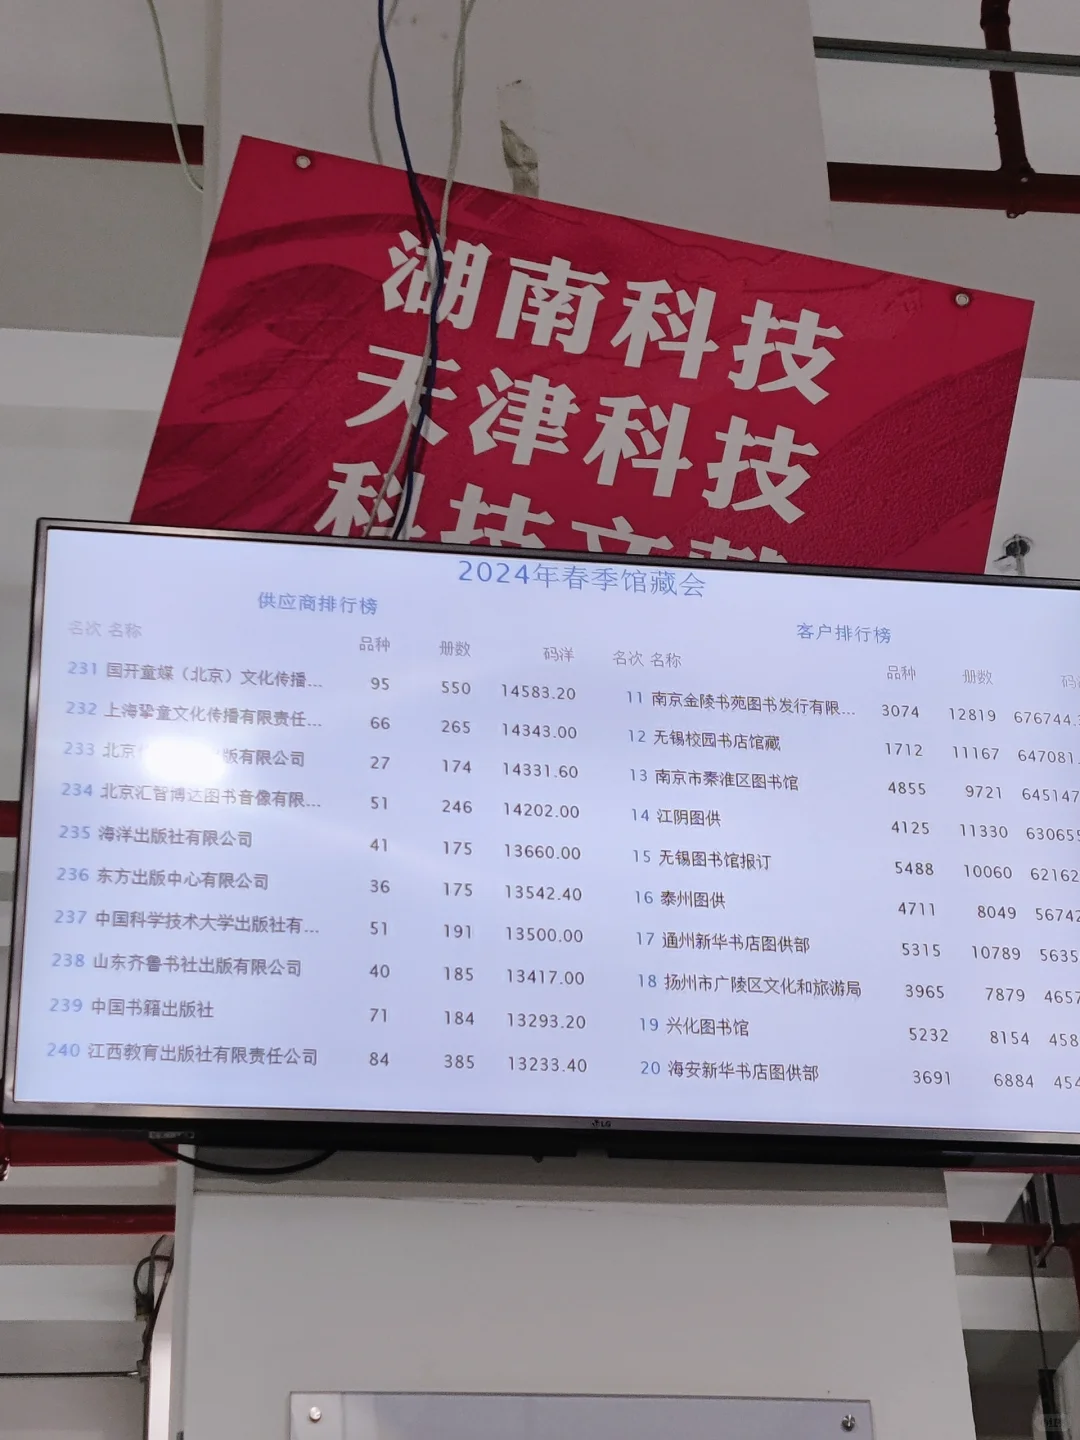 湖南科技
天津科技
科技文献
2024年春季馆藏会
供应商排行榜
名次 名称 品种 册数 码洋
231 国开童媒（北京）文化传播... 95 550 14583.20
232 上海挚童文化传播有限责任... 66 265 14343.00
233 北京 版有限公司 27 174 14331.60
234 北京汇智博达图书音像有限... 51 246 14202.00
235 海洋出版社有限公司 41 175 13660.00
236 东方出版中心有限公司 36 175 13542.40
237 中国科学技术大学出版社有... 51 191 13500.00
238 山东齐鲁书社出版有限公司 40 185 13417.00
239 中国书籍出版社 71 184 13293.20
240 江西教育出版社有限责任公司 84 385 13233.40
客户排行榜
名次 名称 品种 册数 码
11 南京金陵书苑图书发行有限... 3074 12819 676744.
12 无锡校园书店馆藏 1712 11167 647081.
13 南京市秦淮区图书馆 4855 9721 645147
14 江阴图供 4125 11330 63065
15 无锡图书馆报订 5488 10060 62162
16 泰州图供 4711 8049 5674
17 通州新华书店图供部 5315 10789 5635
18 扬州市广陵区文化和旅游局 3965 7879 4657
19 兴化图书馆 5232 8154 458
20 海安新华书店图供部 3691 6884 454
LG